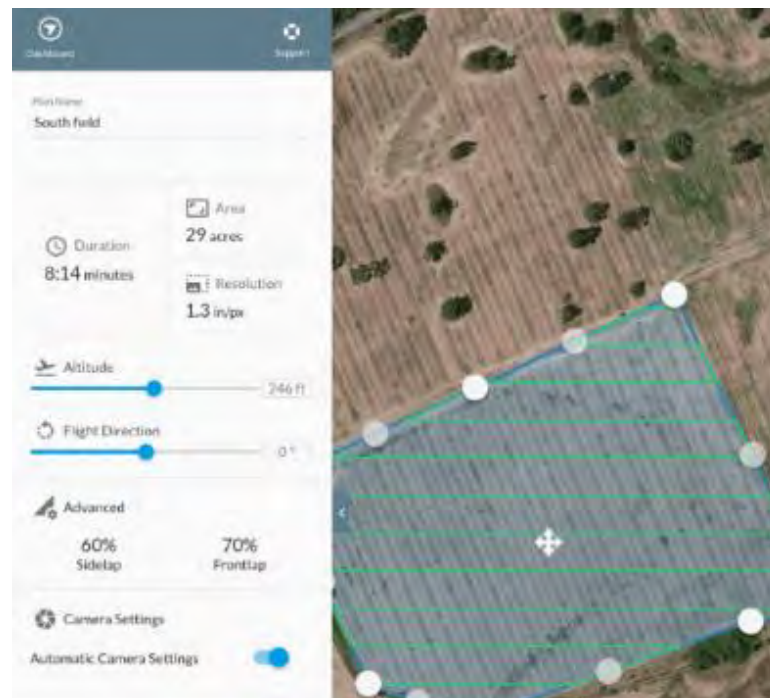 Dashboard
Support
Plan Name
South field
Area
29 acres
Duration
8:14 minutes
Resolution
1.3 in/px
Altitude
246 ft
Flight Direction
0°
Advanced
60% 70%
Sidelap Frontlap
Camera Settings
Automatic Camera Settings